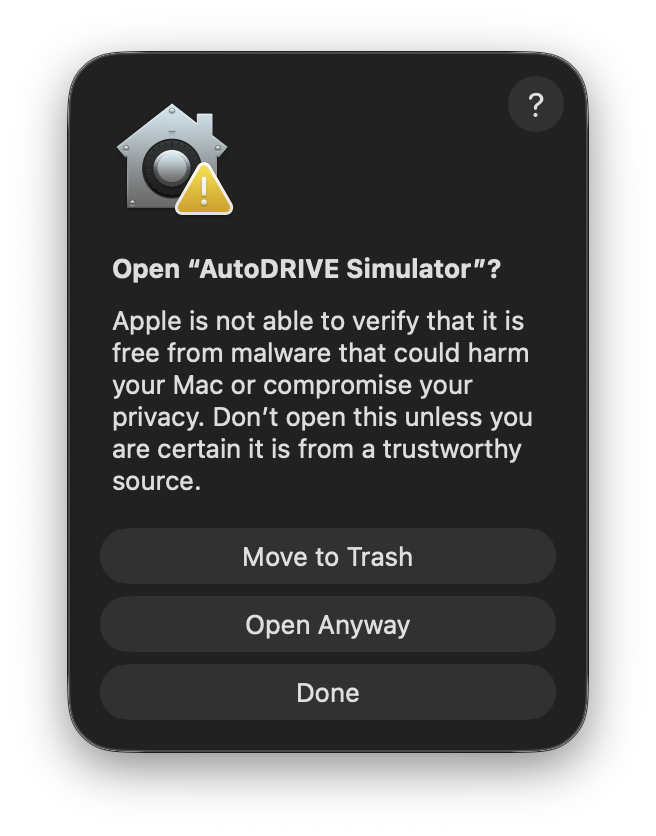 ?
Open “AutoDRIVE Simulator”?
Apple is not able to verify that it is
free from malware that could harm
your Mac or compromise your
privacy. Don’t open this unless you
are certain it is from a trustworthy
source.
Move to Trash
Open Anyway
Done